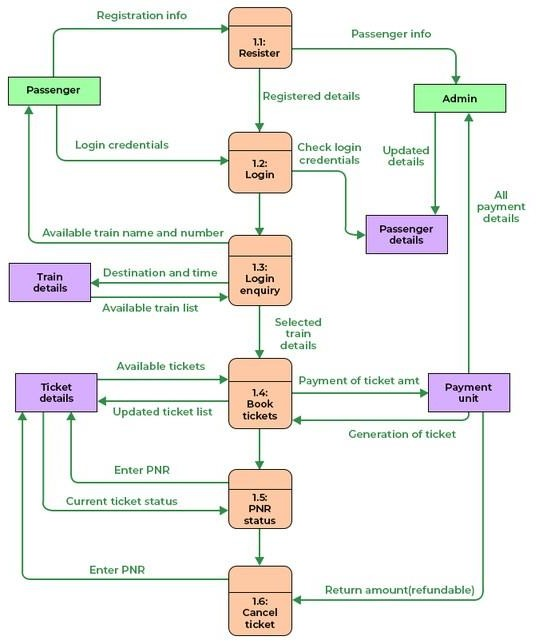 Registration info
1.1:
Resister
Passenger info
Passenger
Admin
Registered details
Login credentials
1.2:
Login
Check login
credentials
Updated
details
All
payment
details
Passenger
details
Available train name and number
1.3:
Login
enquiry
Train
details
Destination and time
Available train list
Selected
train
details
Available tickets
1.4:
Book
tickets
Payment of ticket amt
Ticket
details
Payment
unit
Updated ticket list
Generation of ticket
Enter PNR
1.5:
PNR
status
Current ticket status
Enter PNR
1.6:
Cancel
ticket
Return amount(refundable)